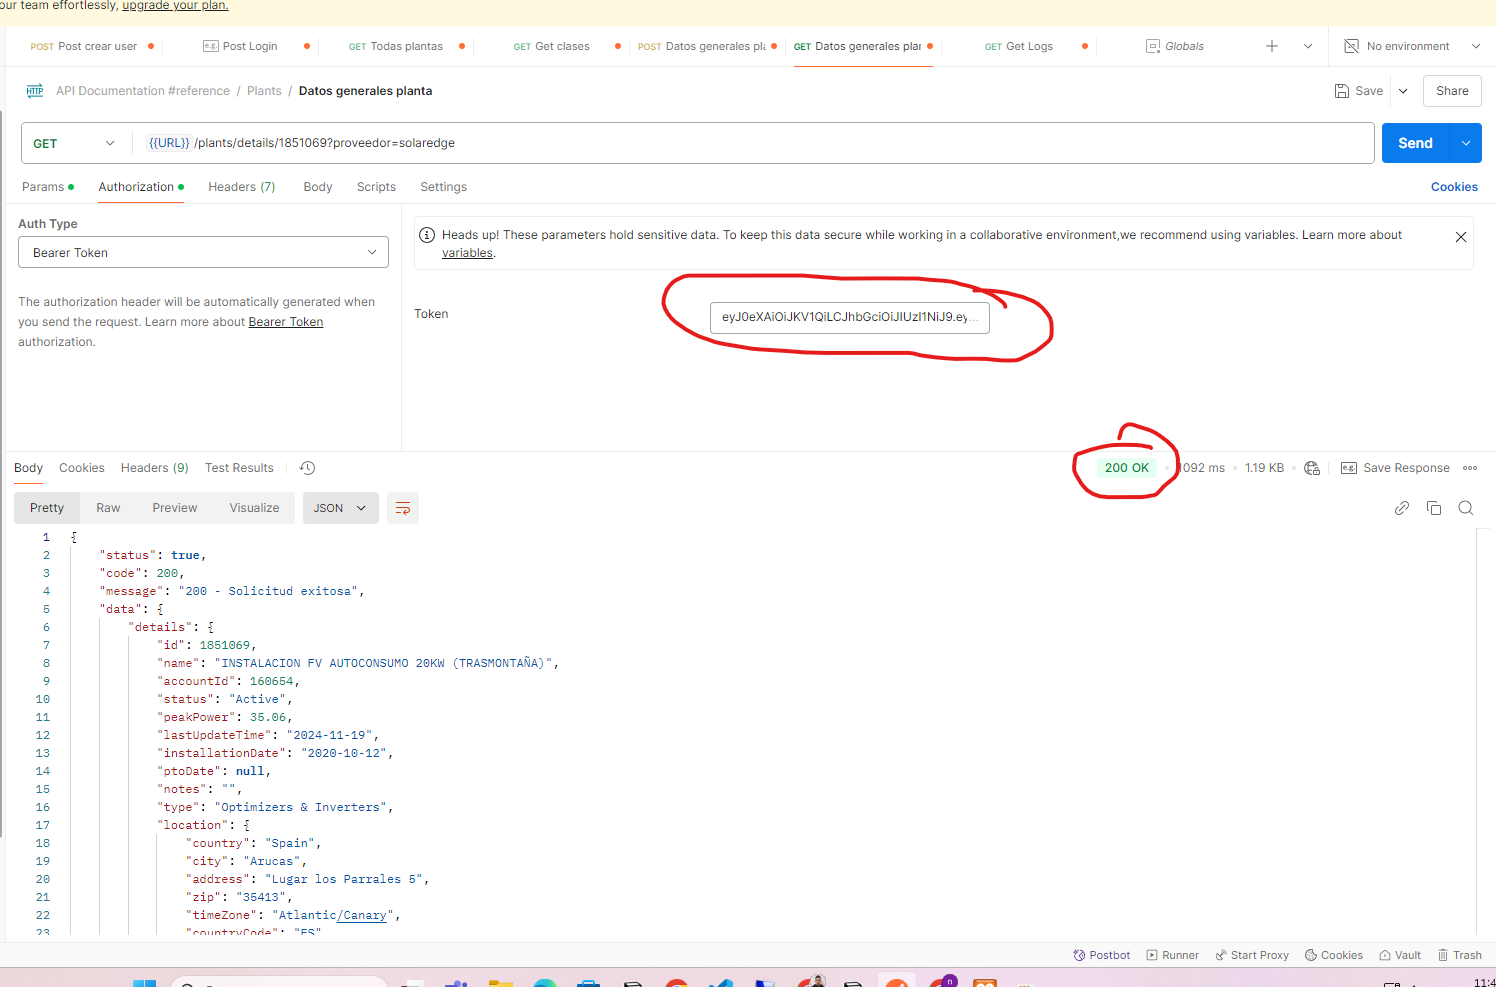 our team effortlessly, upgrade your plan.
POST Post crear user
e.g. Post Login
GET Todas plantas
GET Get clases
POST Datos generales pla
GET Datos generales plan
GET Get Logs
Globals
No environment
HTTP API Documentation #reference / Plants / Datos generales planta
Save
Share
GET
{{URL}} /plants/details/1851069?proveedor=solaredge
Send
Params
Authorization
Headers (7)
Body
Scripts
Settings
Cookies
Auth Type
Bearer Token
The authorization header will be automatically generated when
you send the request. Learn more about Bearer Token
authorization.
Heads up! These parameters hold sensitive data. To keep this data secure while working in a collaborative environment,we recommend using variables. Learn more about
variables.
Token
eyJ0eXAiOiJKV1QiLCJhbGciOiJIUzI1NiJ9.ey...
Body
Cookies
Headers (9)
Test Results
200 OK
092 ms
1.19 KB
e.g. Save Response
Pretty
Raw
Preview
Visualize
JSON
1 {
2 "status": true,
3 "code": 200,
4 "message": "200 - Solicitud exitosa",
5 "data": {
6 "details": {
7 "id": 1851069,
8 "name": "INSTALACION FV AUTOCONSUMO 20KW (TRASMONTAÑA)",
9 "accountId": 160654,
10 "status": "Active",
11 "peakPower": 35.06,
12 "lastUpdateTime": "2024-11-19",
13 "installationDate": "2020-10-12",
14 "ptoDate": null,
15 "notes": "",
16 "type": "Optimizers & Inverters",
17 "location": {
18 "country": "Spain",
19 "city": "Arucas",
20 "address": "Lugar los Parrales 5",
21 "zip": "35413",
22 "timeZone": "Atlantic/Canary",
23 "countryCode": "ES"
Postbot
Runner
Start Proxy
Cookies
Vault
Trash
n